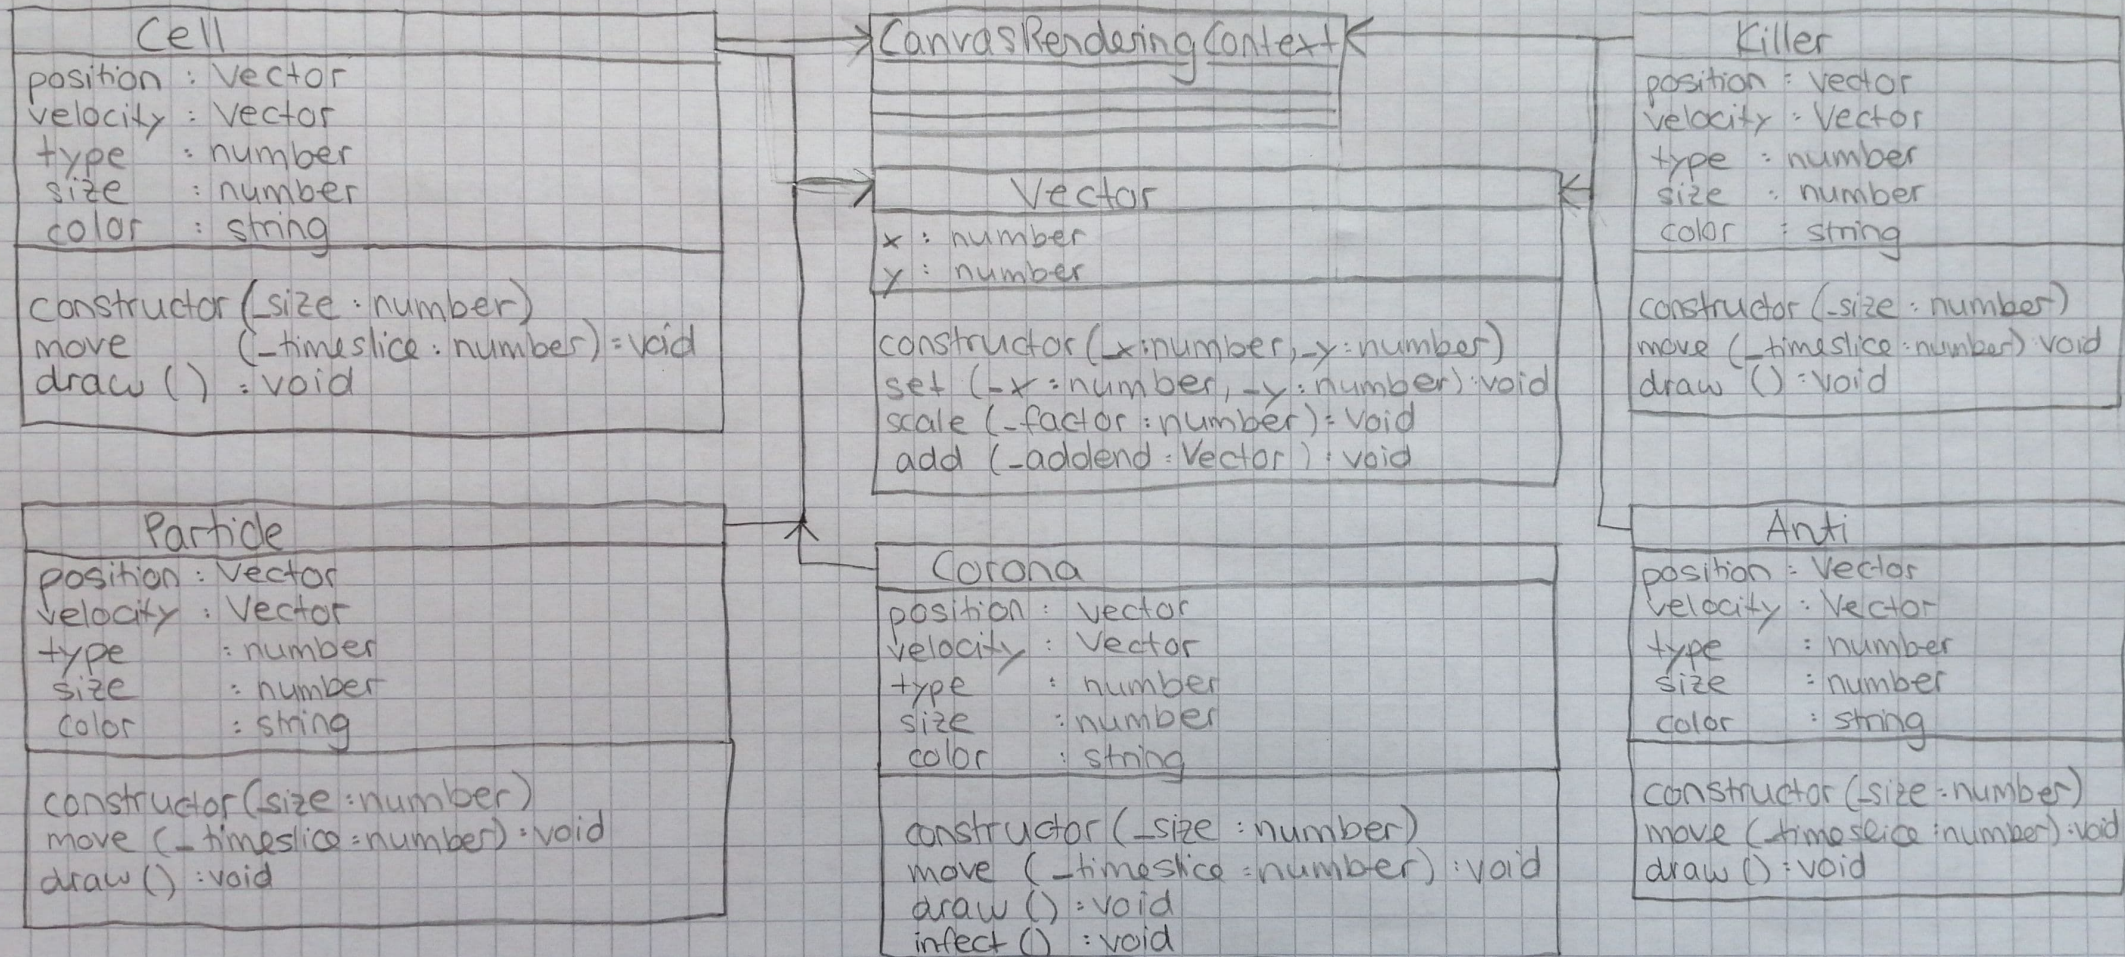 Cell
position : Vector
velocity : Vector
type : number
size : number
color : string
constructor (_size : number)
move (_timeslice : number) : void
draw () : void
CanvasRenderingContext
Vector
x : number
y : number
constructor (_x : number, _y : number)
set (_x : number, _y : number) : void
scale (_factor : number) : void
add (_addend : Vector) : void
Killer
position : Vector
velocity : Vector
type : number
size : number
color : string
constructor (_size : number)
move (_timeslice : number) : void
draw () : void
Particle
position : Vector
velocity : Vector
type : number
size : number
color : string
constructor (_size : number)
move (_timeslice : number) : void
draw () : void
Corona
position : Vector
velocity : Vector
type : number
size : number
color : string
constructor (_size : number)
move (_timeslice : number) : void
draw () : void
infect () : void
Anti
position : Vector
velocity : Vector
type : number
size : number
color : string
constructor (_size : number)
move (_timeslice : number) : void
draw () : void